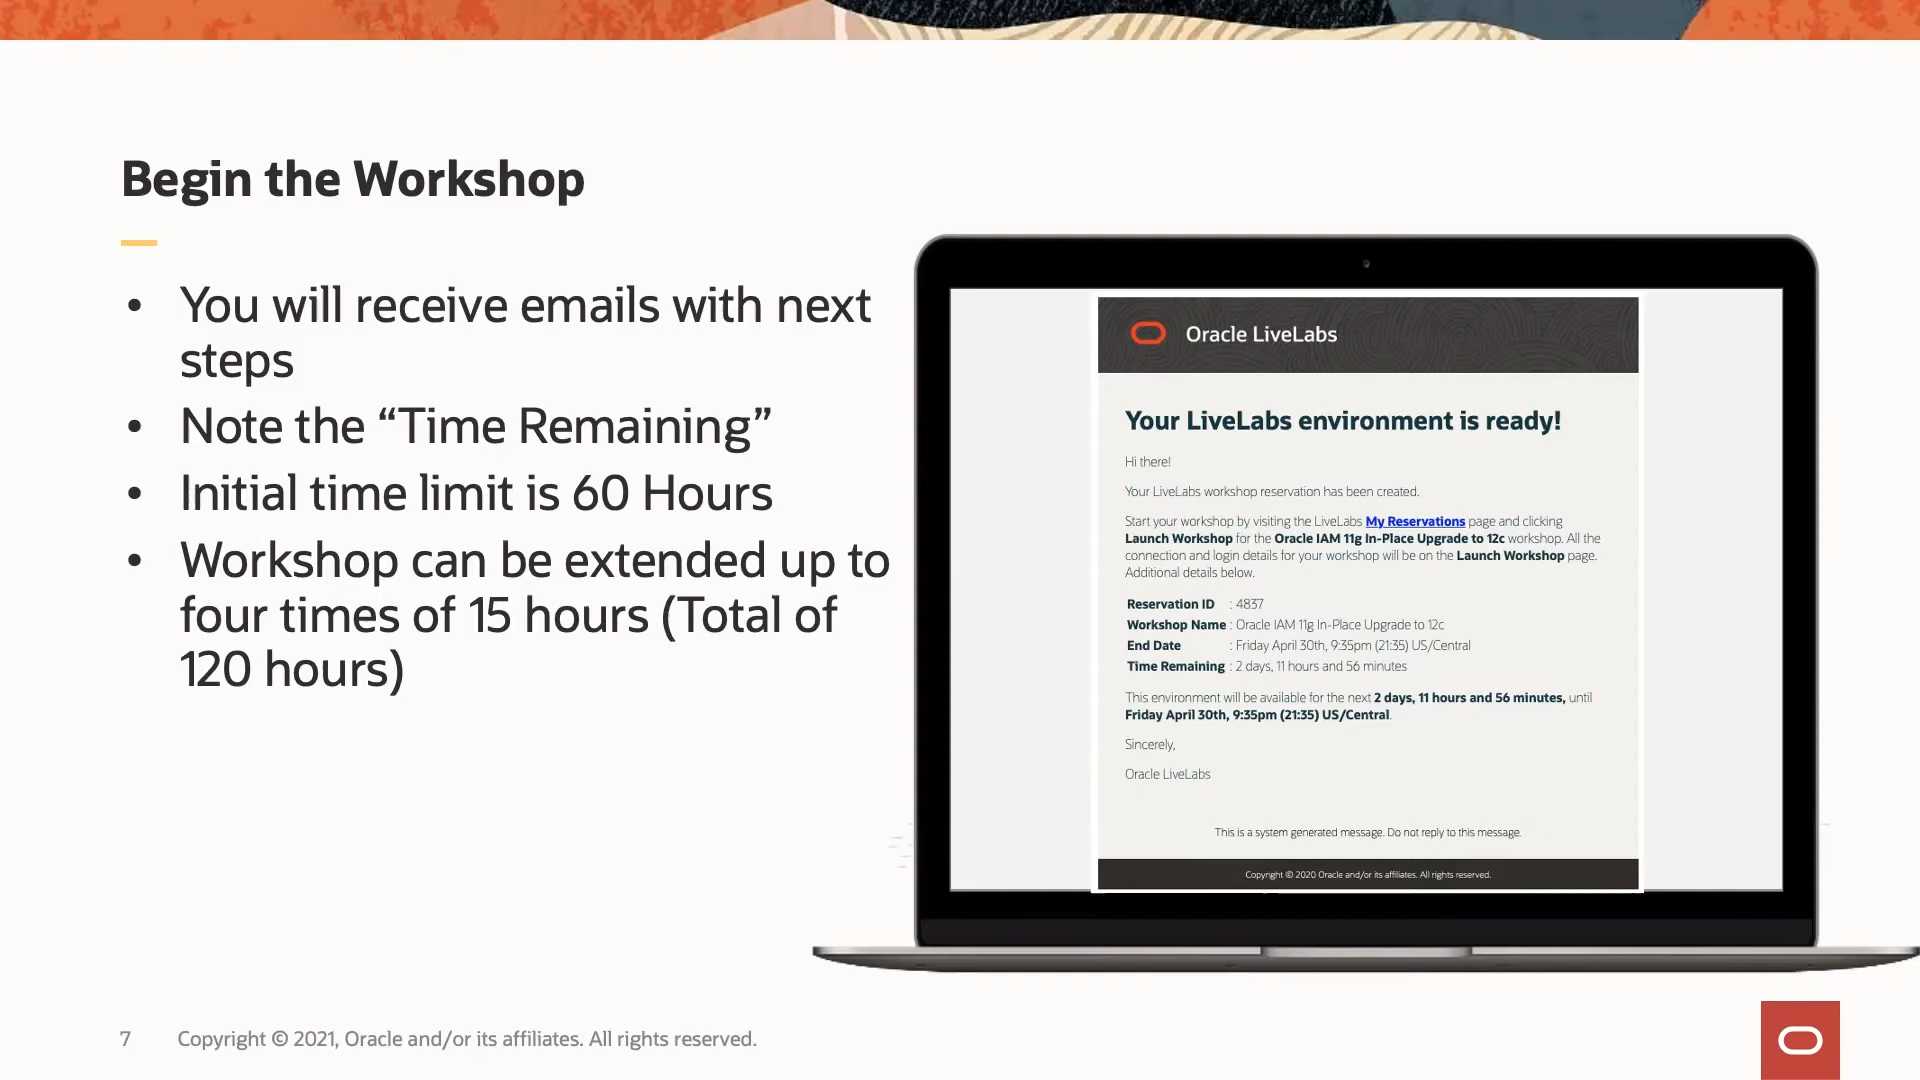 Begin the Workshop
• You will receive emails with next
steps
• Note the “Time Remaining”
• Initial time limit is 60 Hours
• Workshop can be extended up to
four times of 15 hours (Total of
120 hours)
Oracle LiveLabs
Your LiveLabs environment is ready!
Hi there!
Your LiveLabs workshop reservation has been created.
Start your workshop by visiting the LiveLabs My Reservations page and clicking
Launch Workshop for the Oracle IAM 11g In-Place Upgrade to 12c workshop. All the
connection and login details for your workshop will be on the Launch Workshop page.
Additional details below.
Reservation ID : 4837
Workshop Name : Oracle IAM 11g In-Place Upgrade to 12c
End Date : Friday April 30th, 9:35pm (21:35) US/Central
Time Remaining : 2 days, 11 hours and 56 minutes
This environment will be available for the next 2 days, 11 hours and 56 minutes, until
Friday April 30th, 9:35pm (21:35) US/Central.
Sincerely,
Oracle LiveLabs
This is a system generated message. Do not reply to this message.
Copyright © 2020 Oracle and/or its affiliates. All rights reserved.
7 Copyright © 2021, Oracle and/or its affiliates. All rights reserved.